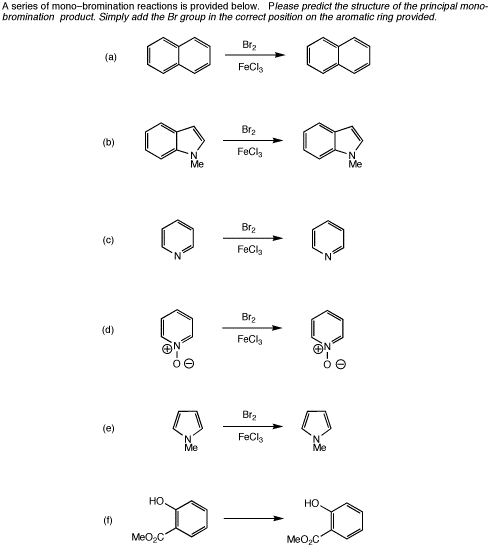 A series of mono–bromination reactions is provided below. Please predict the structure of the principal mono-
bromination product. Simply add the Br group in the correct position on the aromatic ring provided.
(a)
Br2
FeCl3
(b)
N
Me
Br2
FeCl3
N
Me
(c)
N
Br2
FeCl3
N
(d)
N
⊕
O ⊖
Br2
FeCl3
N
⊕
O ⊖
(e)
N
Me
Br2
FeCl3
N
Me
(f)
HO
MeO2C
HO
MeO2C